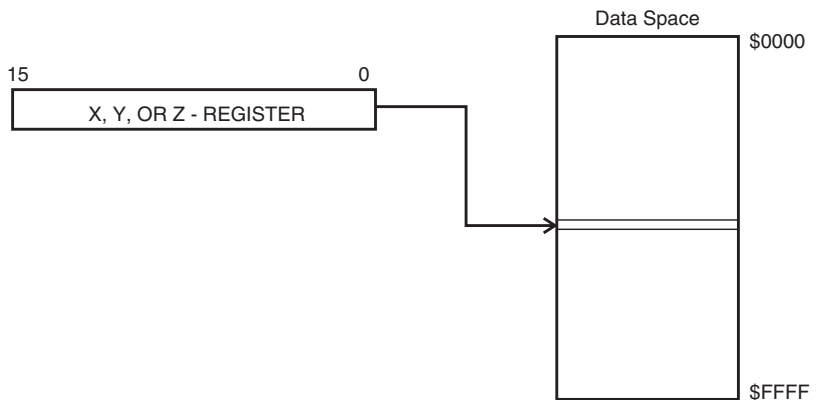 Data Space
$0000
15 0
X, Y, OR Z - REGISTER
$FFFF